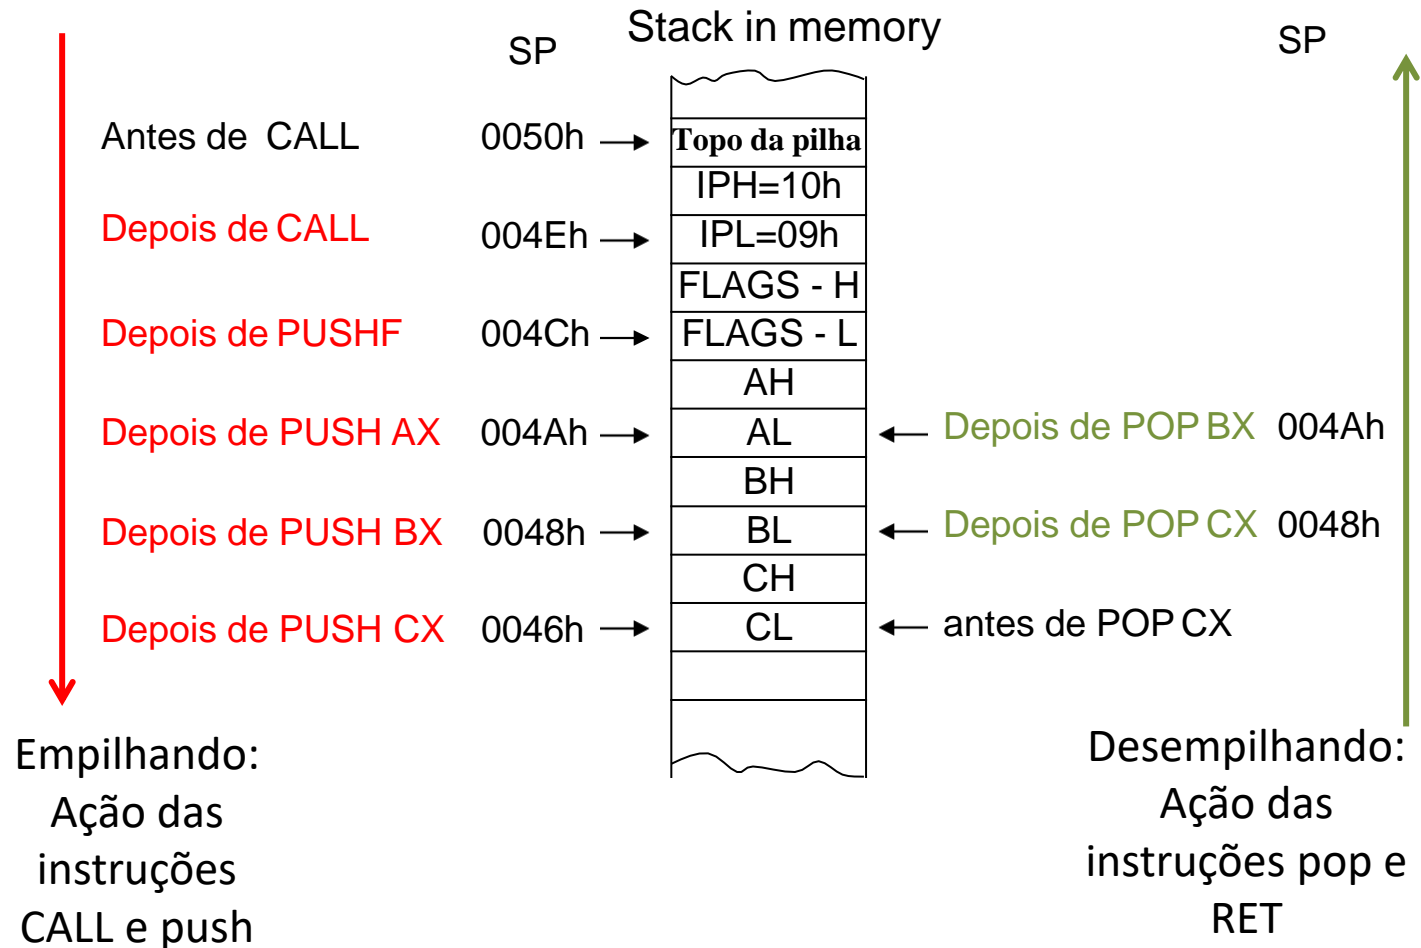 Stack in memory
SP
SP
Antes de CALL 0050h Topo da pilha
IPH=10h
Depois de CALL 004Eh IPL=09h
FLAGS - H
Depois de PUSHF 004Ch FLAGS - L
AH
Depois de PUSH AX 004Ah AL Depois de POP BX 004Ah
BH
Depois de PUSH BX 0048h BL Depois de POP CX 0048h
CH
Depois de PUSH CX 0046h CL antes de POP CX
Empilhando:
Ação das
instruções
CALL e push
Desempilhando:
Ação das
instruções pop e
RET